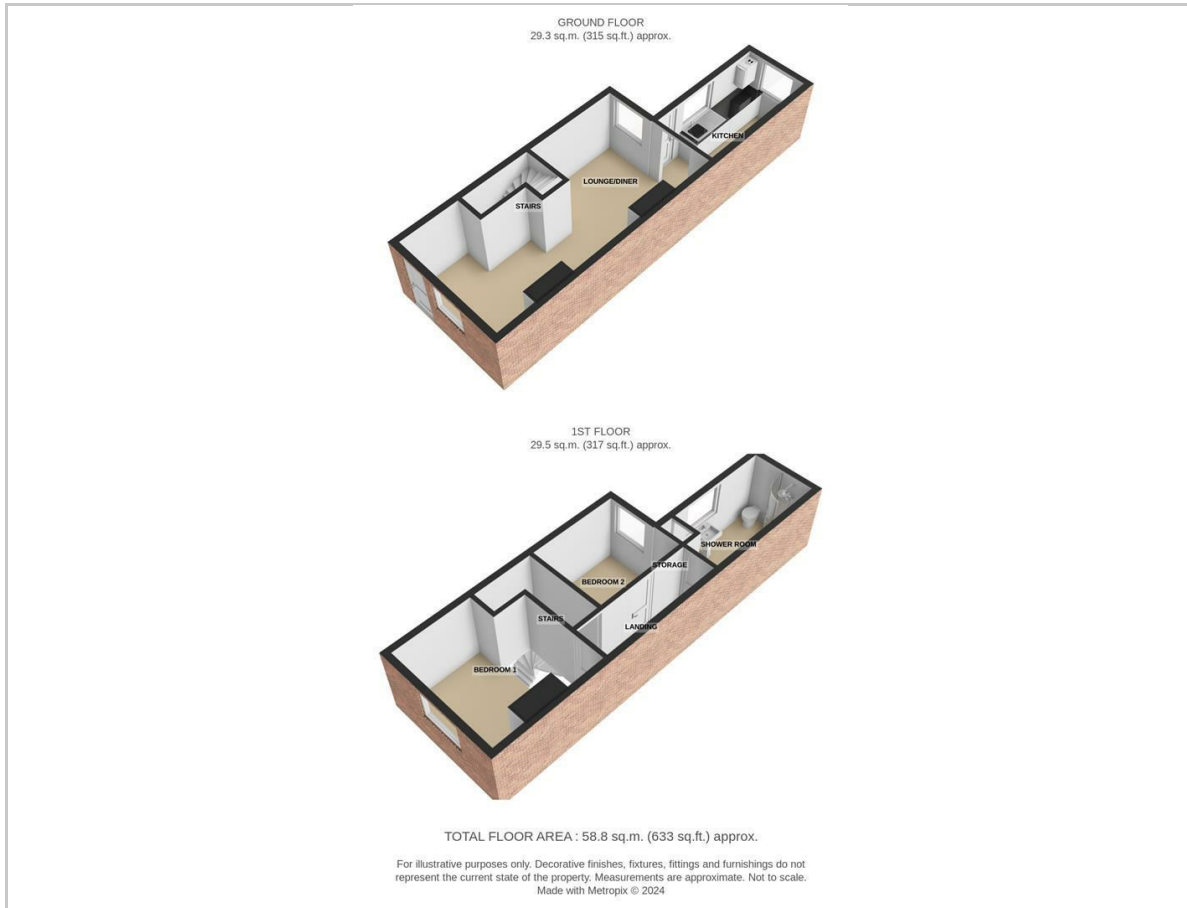 GROUND FLOOR
29.3 sq.m. (315 sq.ft.) approx.
KITCHEN
LOUNGE/DINER
STAIRS
1ST FLOOR
29.5 sq.m. (317 sq.ft.) approx.
SHOWER ROOM
STORAGE
BEDROOM 2
STAIRS
LANDING
BEDROOM 1
TOTAL FLOOR AREA : 58.8 sq.m. (633 sq.ft.) approx.
For illustrative purposes only. Decorative finishes, fixtures, fittings and furnishings do not
represent the current state of the property. Measurements are approximate. Not to scale.
Made with Metropix © 2024